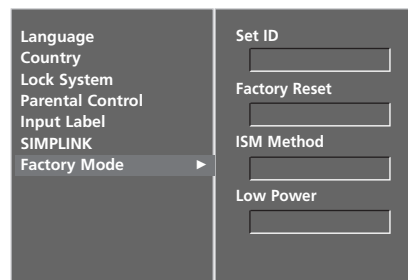 Language
Country
Lock System
Parental Control
Input Label
SIMPLINK
Factory Mode ►
Set ID
Factory Reset
ISM Method
Low Power